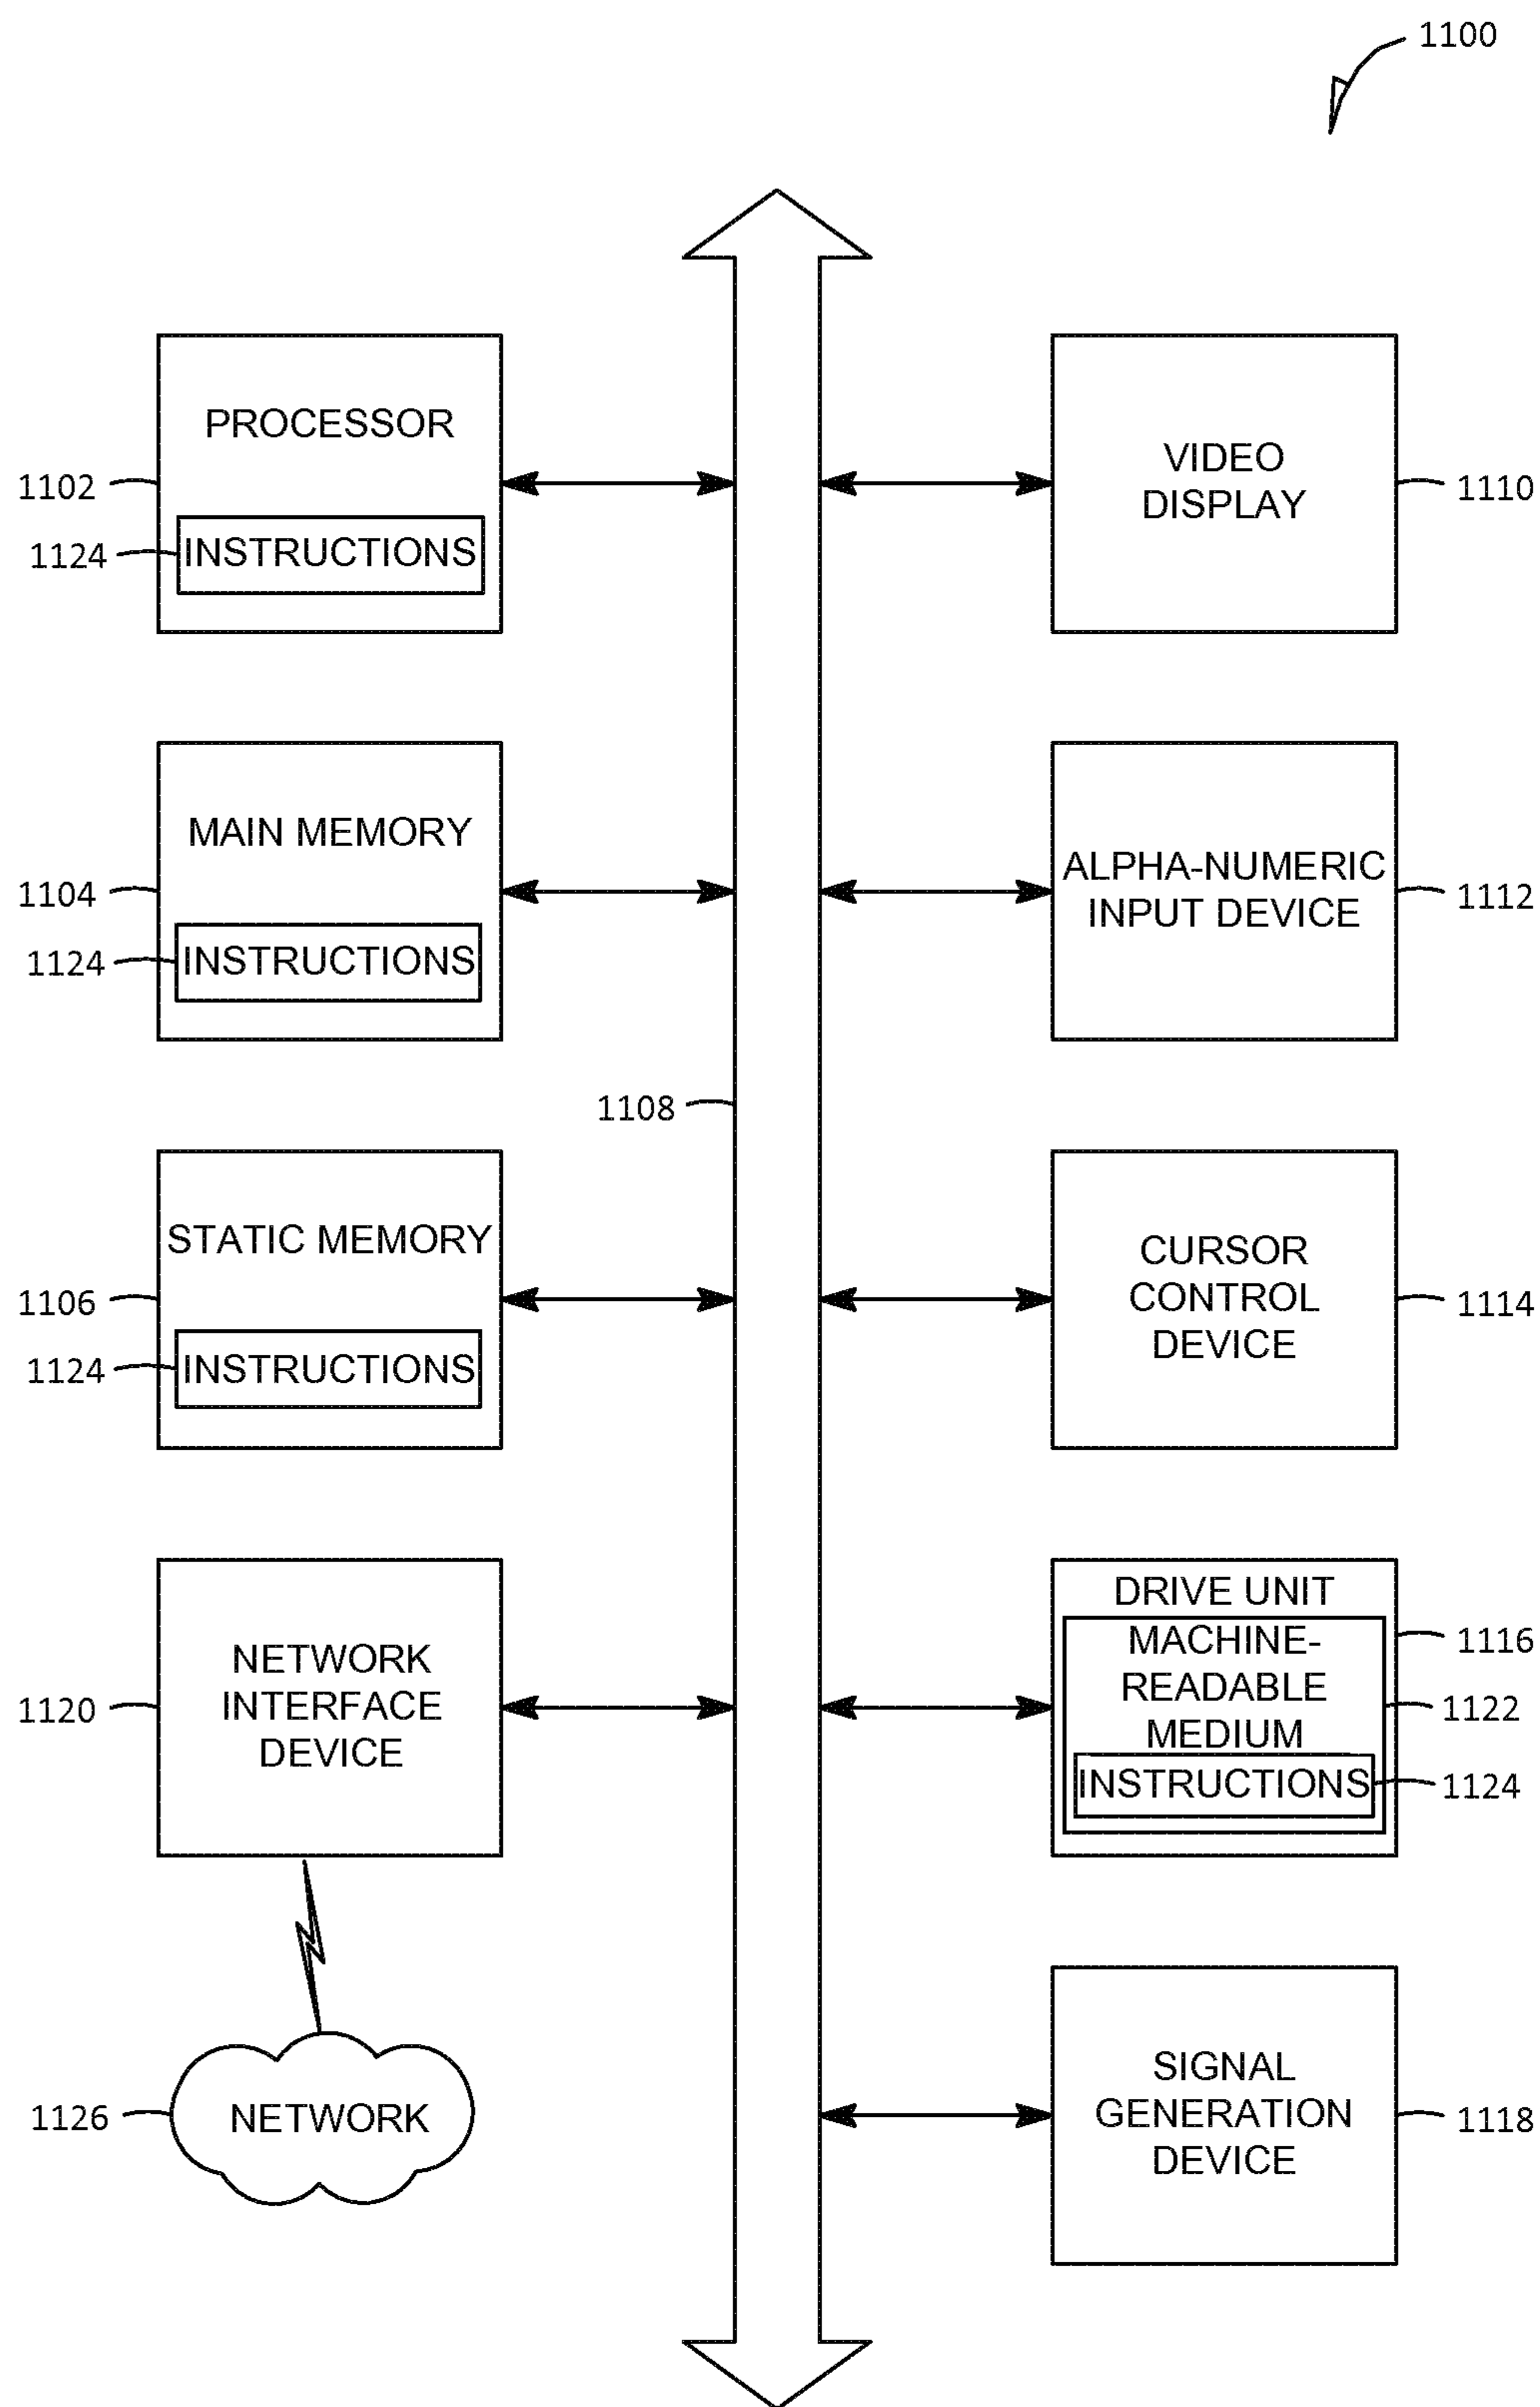 1100
PROCESSOR
1102
1124
INSTRUCTIONS
VIDEO
DISPLAY
1110
MAIN MEMORY
1104
1124
INSTRUCTIONS
ALPHA-NUMERIC
INPUT DEVICE
1112
1108
STATIC MEMORY
1106
1124
INSTRUCTIONS
CURSOR
CONTROL
DEVICE
1114
NETWORK
INTERFACE
DEVICE
1120
DRIVE UNIT
MACHINE-
READABLE
MEDIUM
INSTRUCTIONS
1116
1122
1124
1126
NETWORK
SIGNAL
GENERATION
DEVICE
1118